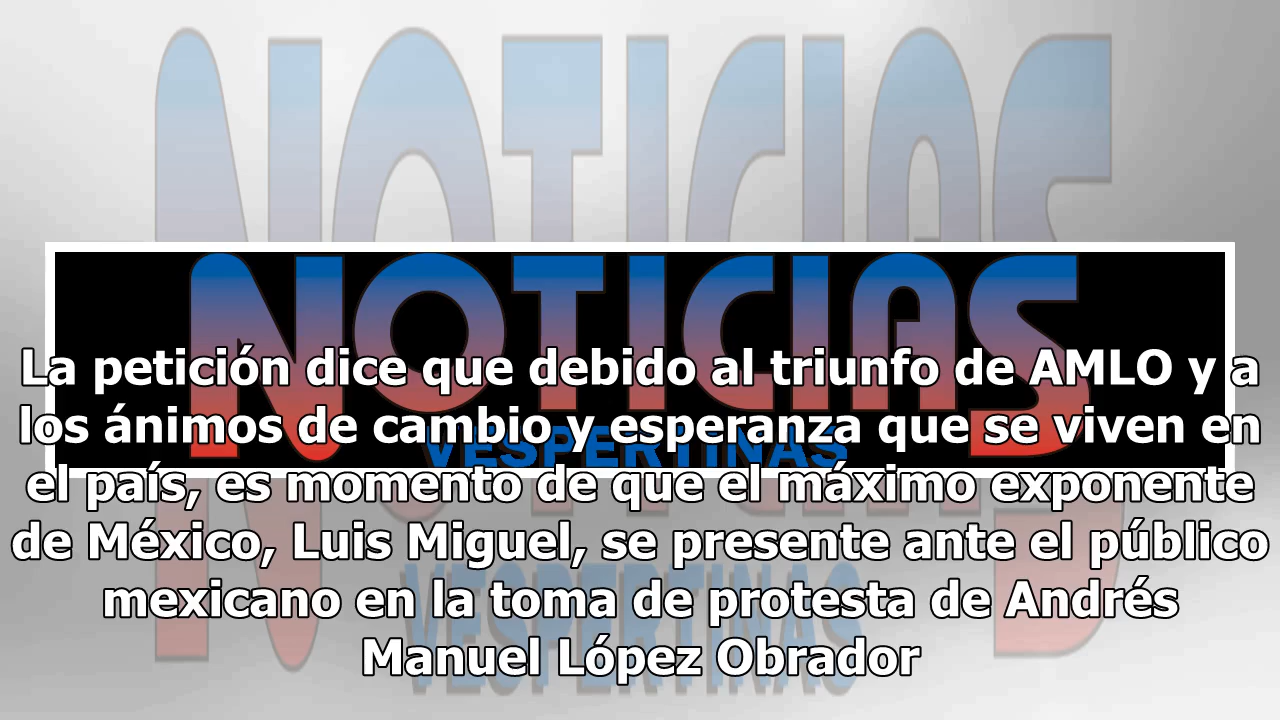 NOTICIAS
VESPERTINAS
NOTICIAS
VESPERTINAS
La petición dice que debido al triunfo de AMLO y a
los ánimos de cambio y esperanza que se viven en
el país, es momento de que el máximo exponente
de México, Luis Miguel, se presente ante el público
mexicano en la toma de protesta de Andrés
Manuel López Obrador